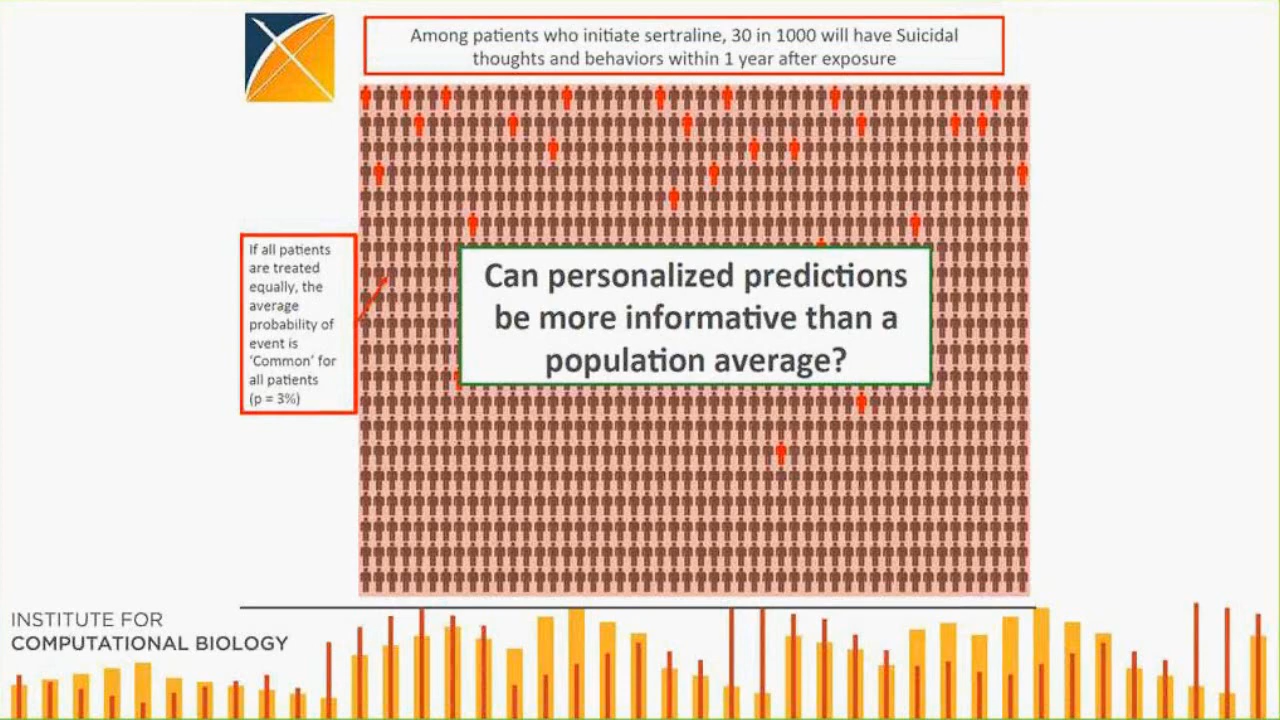 Among patients who initiate sertraline, 30 in 1000 will have Suicidal
thoughts and behaviors within 1 year after exposure
If all patients
are treated
equally, the
average
probability of
event is
‘Common’ for
all patients
(p = 3%)
Can personalized predictions
be more informative than a
population average?
INSTITUTE FOR
COMPUTATIONAL BIOLOGY